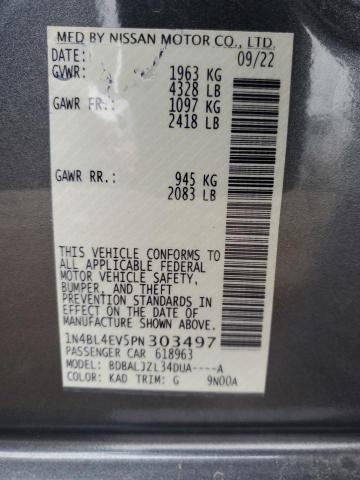 MFD BY NISSAN MOTOR CO., LTD.
DATE: 09/22
GVWR: 1963 KG
4328 LB
GAWR FR.: 1097 KG
2418 LB
GAWR RR.: 945 KG
2083 LB
THIS VEHICLE CONFORMS TO
ALL APPLICABLE FEDERAL
MOTOR VEHICLE SAFETY,
BUMPER, AND THEFT
PREVENTION STANDARDS
IN EFFECT ON THE DATE
OF MANUFACTURE SHOWN
ABOVE.
1N4BL4EV5PN303497
PASSENGER CAR 618963
MODEL: BDBALJZL34DUA----A
COLOR: KAD TRIM: G 9N00A